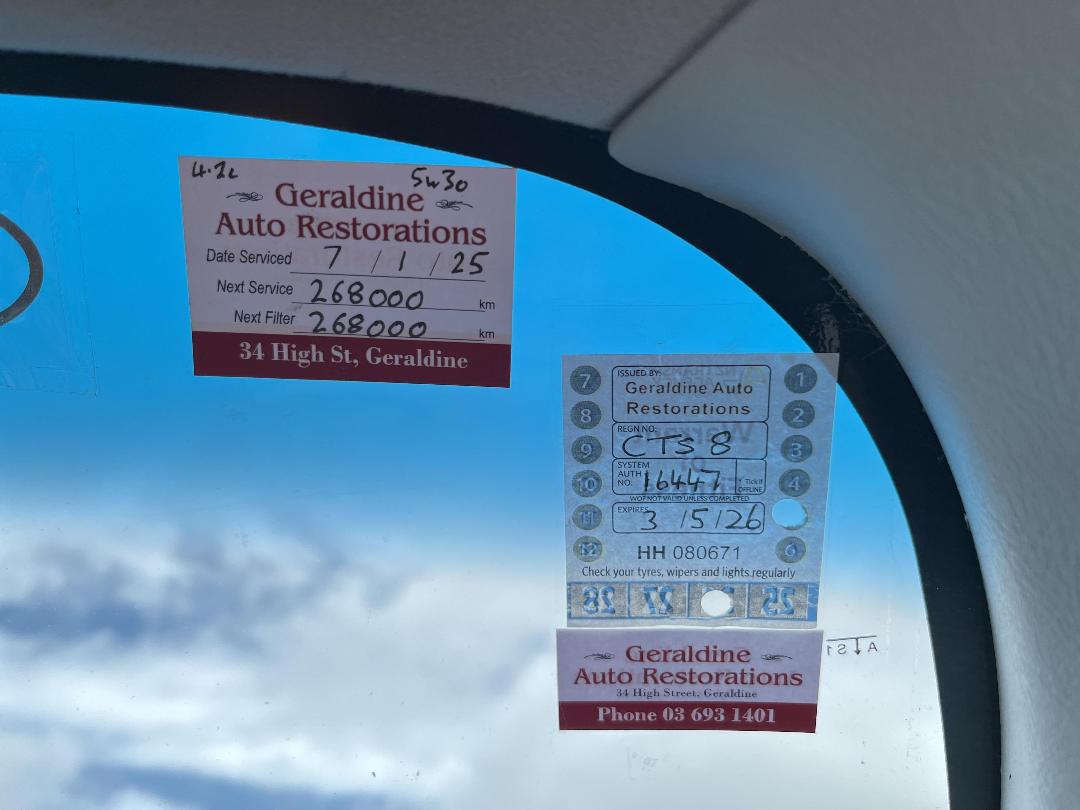 4.2L 5w30
Geraldine
Auto Restorations
Date Serviced 7 / 1 / 25
Next Service 268000 km
Next Filter 268000 km
34 High St, Geraldine
ISSUED BY:
Geraldine Auto
Restorations
REGN NO:
CTS 8
SYSTEM AUTH NO: 16447 Tick if OFFLINE
WOF NOT VALID UNLESS COMPLETED
EXPIRES 3 / 5 / 26
HH 080671
Check your tyres, wipers and lights regularly
7 1
8 2
9 3
10 4
11
12 6
28 27 25
Geraldine
Auto Restorations
34 High Street, Geraldine
Phone 03 693 1401